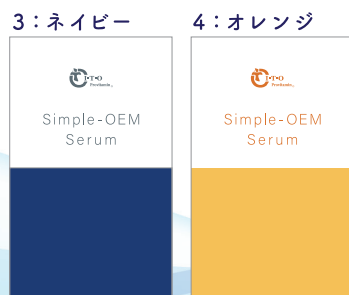 3：ネイビー
4：オレンジ
I•T•O
Simple-OEM
Serum
I•T•O
Simple-OEM
Serum